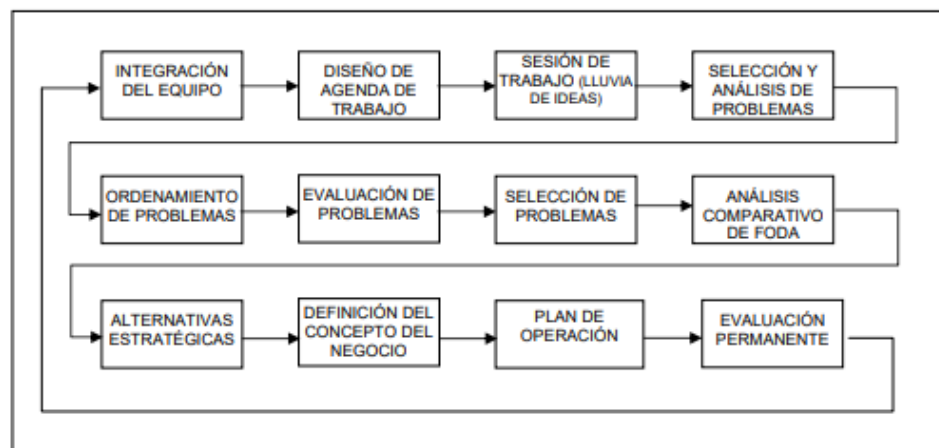 INTEGRACIÓN
DEL EQUIPO
DISEÑO DE
AGENDA DE
TRABAJO
SESIÓN DE
TRABAJO (LLUVIA
DE IDEAS)
SELECCIÓN Y
ANÁLISIS DE
PROBLEMAS
ORDENAMIENTO
DE PROBLEMAS
EVALUACIÓN DE
PROBLEMAS
SELECCIÓN DE
PROBLEMAS
ANÁLISIS
COMPARATIVO
DE FODA
ALTERNATIVAS
ESTRATÉGICAS
DEFINICIÓN DEL
CONCEPTO DEL
NEGOCIO
PLAN DE
OPERACIÓN
EVALUACIÓN
PERMANENTE